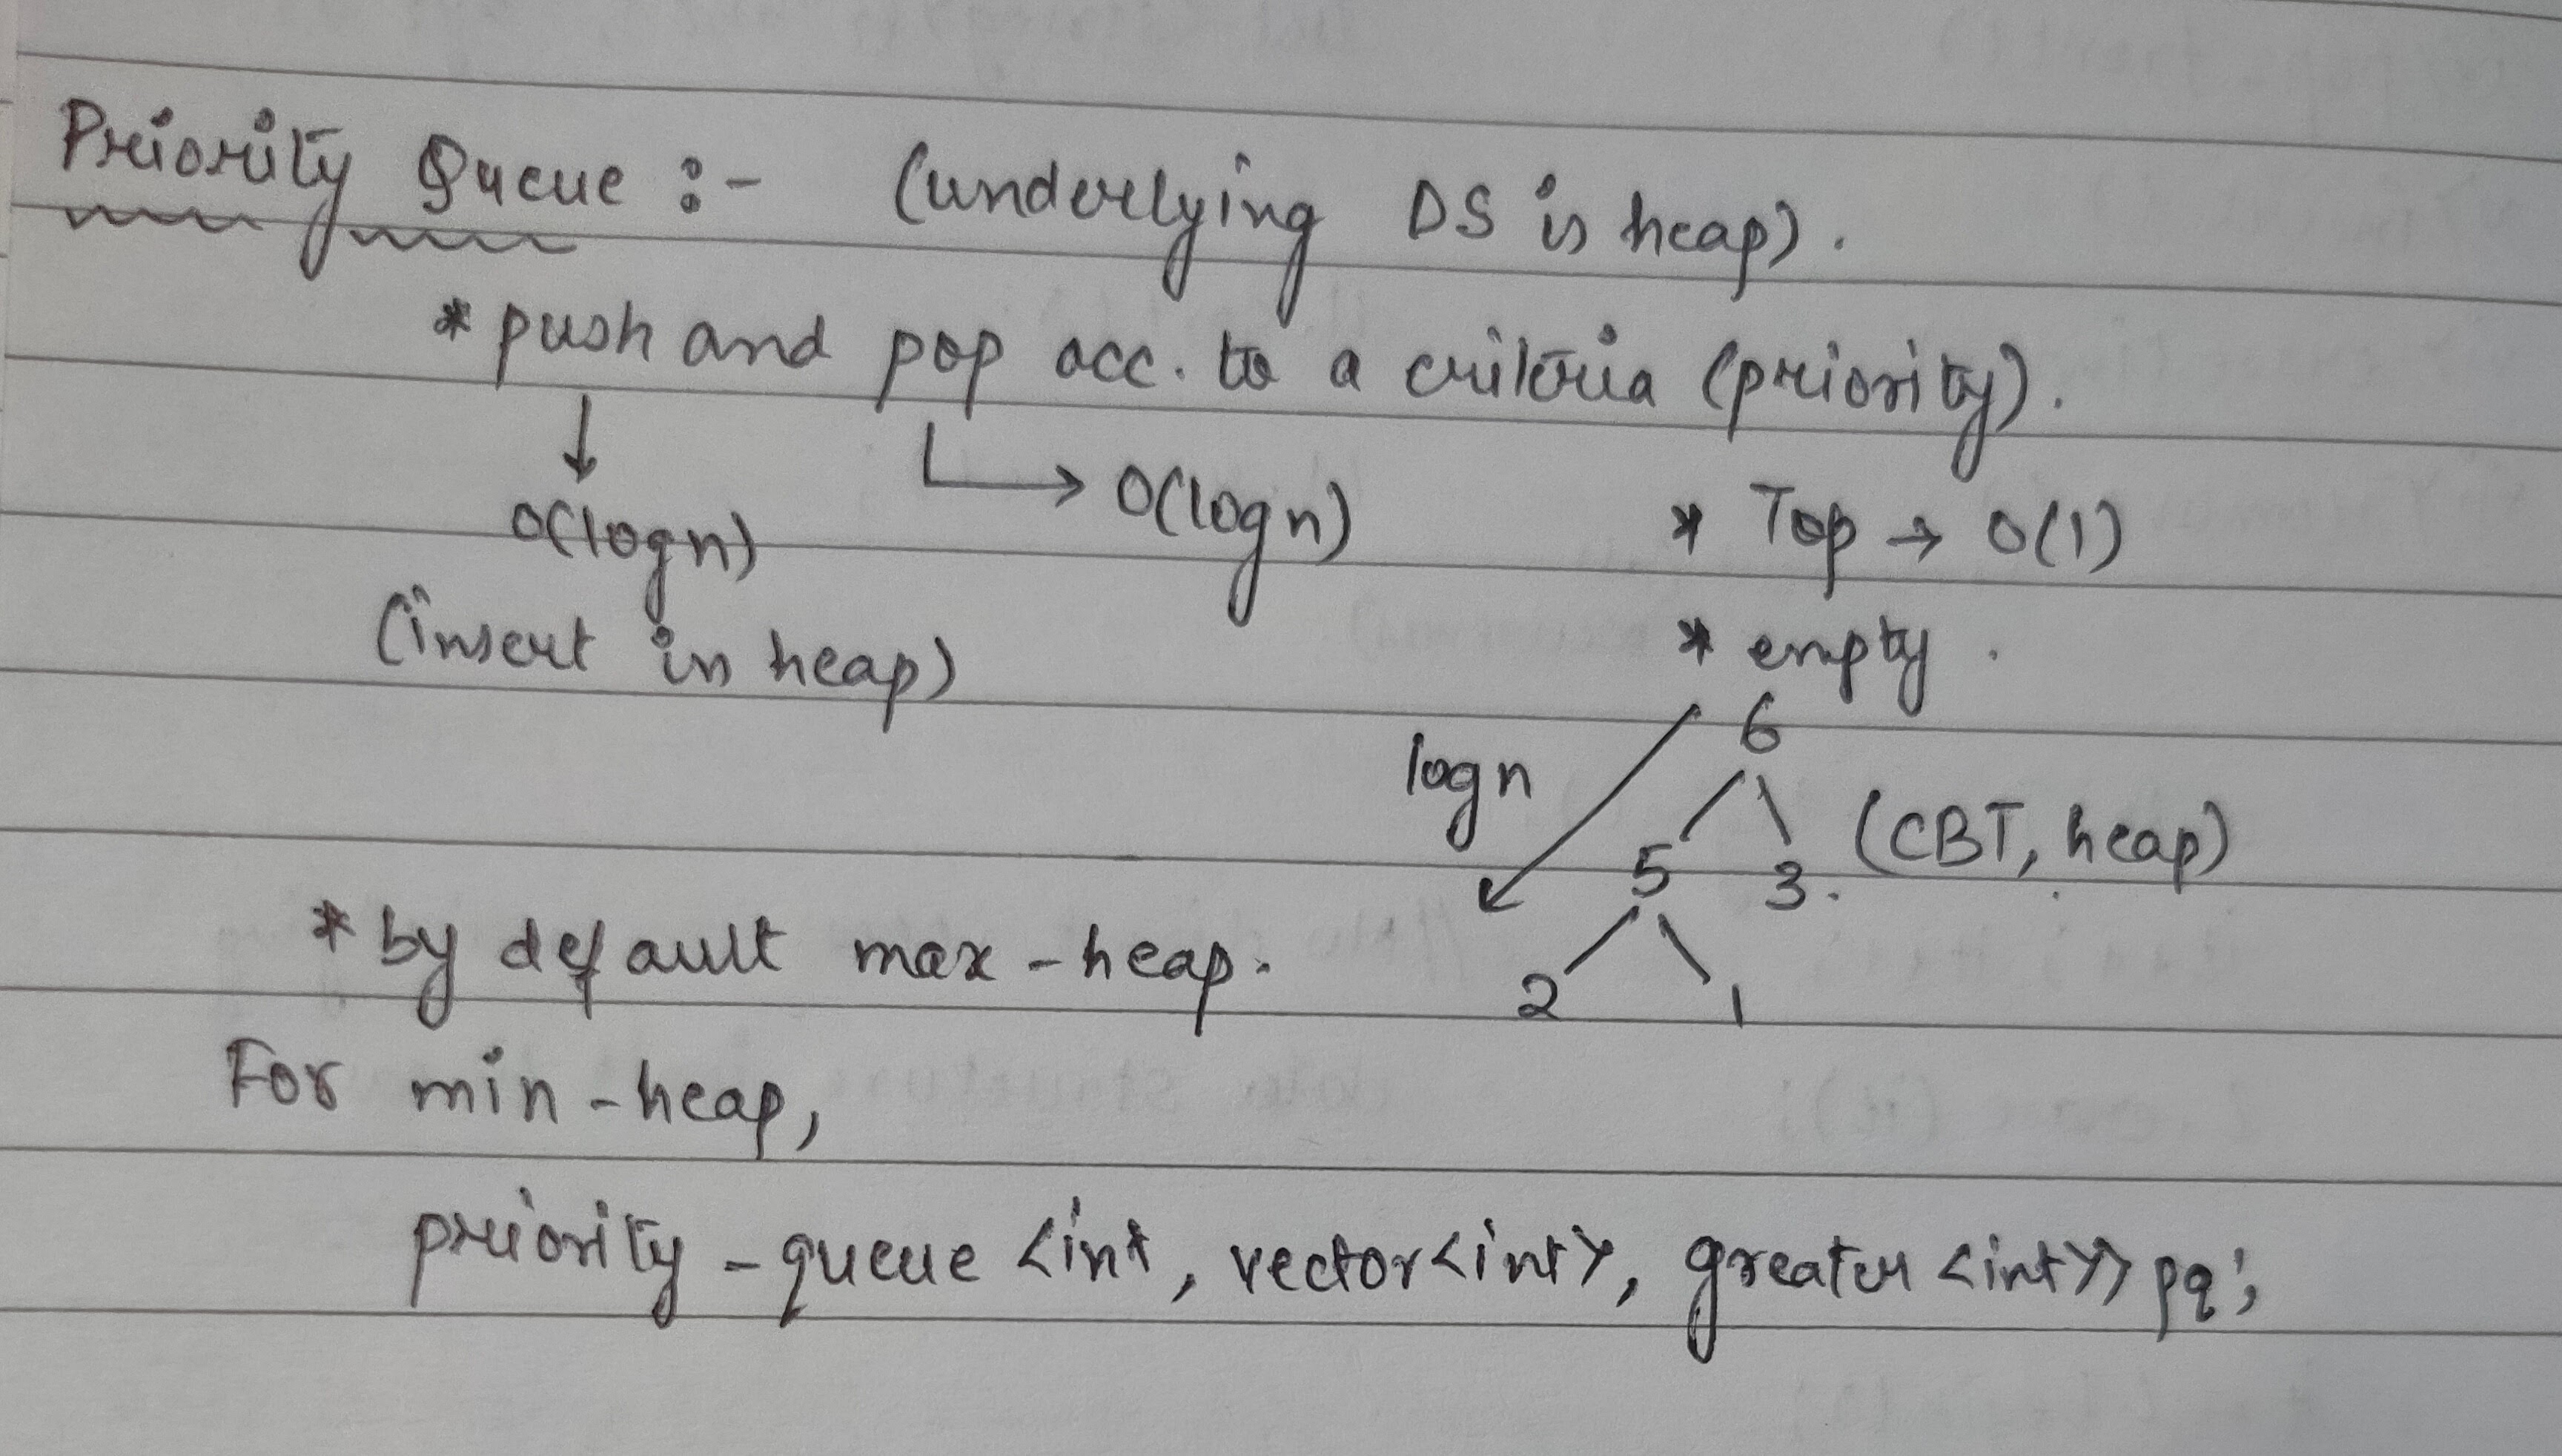 Priority Queue :- (underlying DS is heap).
* push and pop acc. to a criteria (priority).
↓ ↳ O(logn)
O(logn)
(insert in heap)
* Top → O(1)
* empty.
logn
6
5 3.
(CBT, heap)
2 1
* by default max-heap.
For min-heap,
priority-queue <int, vector<int>, greater<int>> pq;